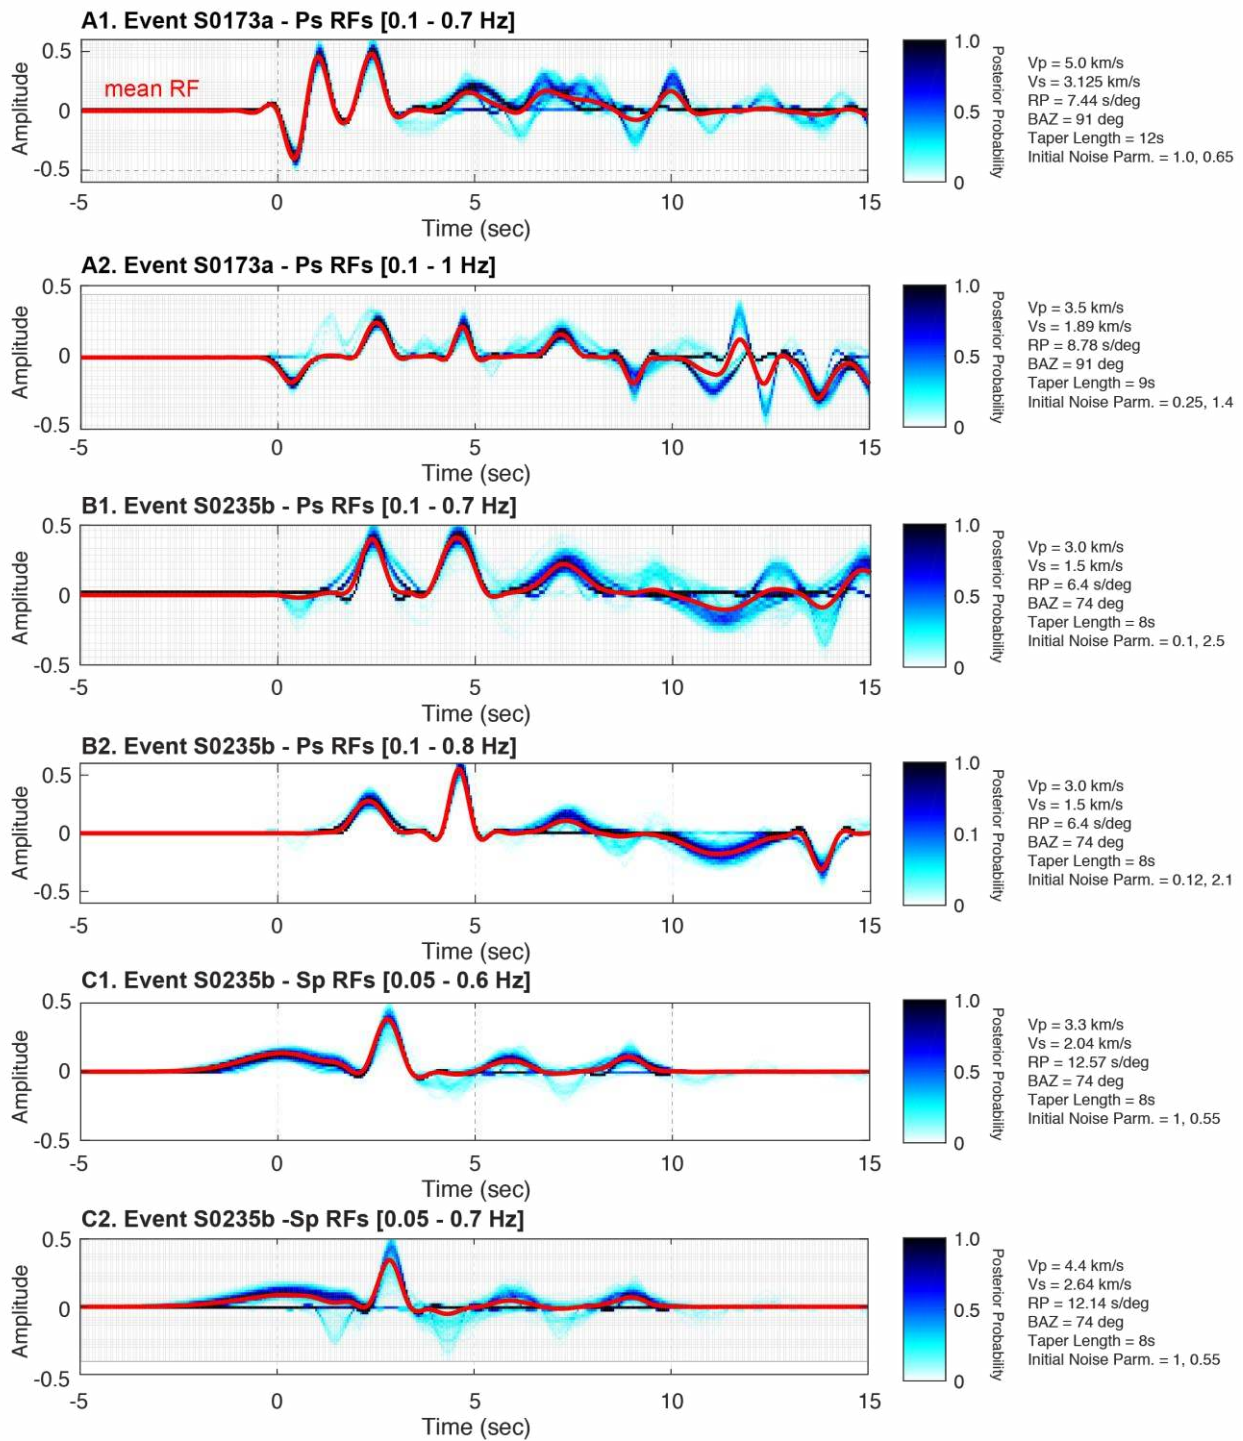 A1. Event S0173a - Ps RFs [0.1 - 0.7 Hz]
0.5
0
-0.5
Amplitude
mean RF
-5 0 5 10 15
Time (sec)
1.0
0.5
0
Posterior Probability
Vp = 5.0 km/s
Vs = 3.125 km/s
RP = 7.44 s/deg
BAZ = 91 deg
Taper Length = 12s
Initial Noise Parm. = 1.0, 0.65
A2. Event S0173a - Ps RFs [0.1 - 1 Hz]
0.5
0
-0.5
Amplitude
-5 0 5 10 15
Time (sec)
1.0
0.5
0
Posterior Probability
Vp = 3.5 km/s
Vs = 1.89 km/s
RP = 8.78 s/deg
BAZ = 91 deg
Taper Length = 9s
Initial Noise Parm. = 0.25, 1.4
B1. Event S0235b - Ps RFs [0.1 - 0.7 Hz]
0.5
0
-0.5
Amplitude
-5 0 5 10 15
Time (sec)
1.0
0.5
0
Posterior Probability
Vp = 3.0 km/s
Vs = 1.5 km/s
RP = 6.4 s/deg
BAZ = 74 deg
Taper Length = 8s
Initial Noise Parm. = 0.1, 2.5
B2. Event S0235b - Ps RFs [0.1 - 0.8 Hz]
0.5
0
-0.5
Amplitude
-5 0 5 10 15
Time (sec)
1.0
0.1
0
Posterior Probability
Vp = 3.0 km/s
Vs = 1.5 km/s
RP = 6.4 s/deg
BAZ = 74 deg
Taper Length = 8s
Initial Noise Parm. = 0.12, 2.1
C1. Event S0235b - Sp RFs [0.05 - 0.6 Hz]
0.5
0
-0.5
Amplitude
-5 0 5 10 15
Time (sec)
1.0
0.5
0
Posterior Probability
Vp = 3.3 km/s
Vs = 2.04 km/s
RP = 12.57 s/deg
BAZ = 74 deg
Taper Length = 8s
Initial Noise Parm. = 1, 0.55
C2. Event S0235b -Sp RFs [0.05 - 0.7 Hz]
0.5
0
-0.5
Amplitude
-5 0 5 10 15
Time (sec)
1.0
0.5
0
Posterior Probability
Vp = 4.4 km/s
Vs = 2.64 km/s
RP = 12.14 s/deg
BAZ = 74 deg
Taper Length = 8s
Initial Noise Parm. = 1, 0.55